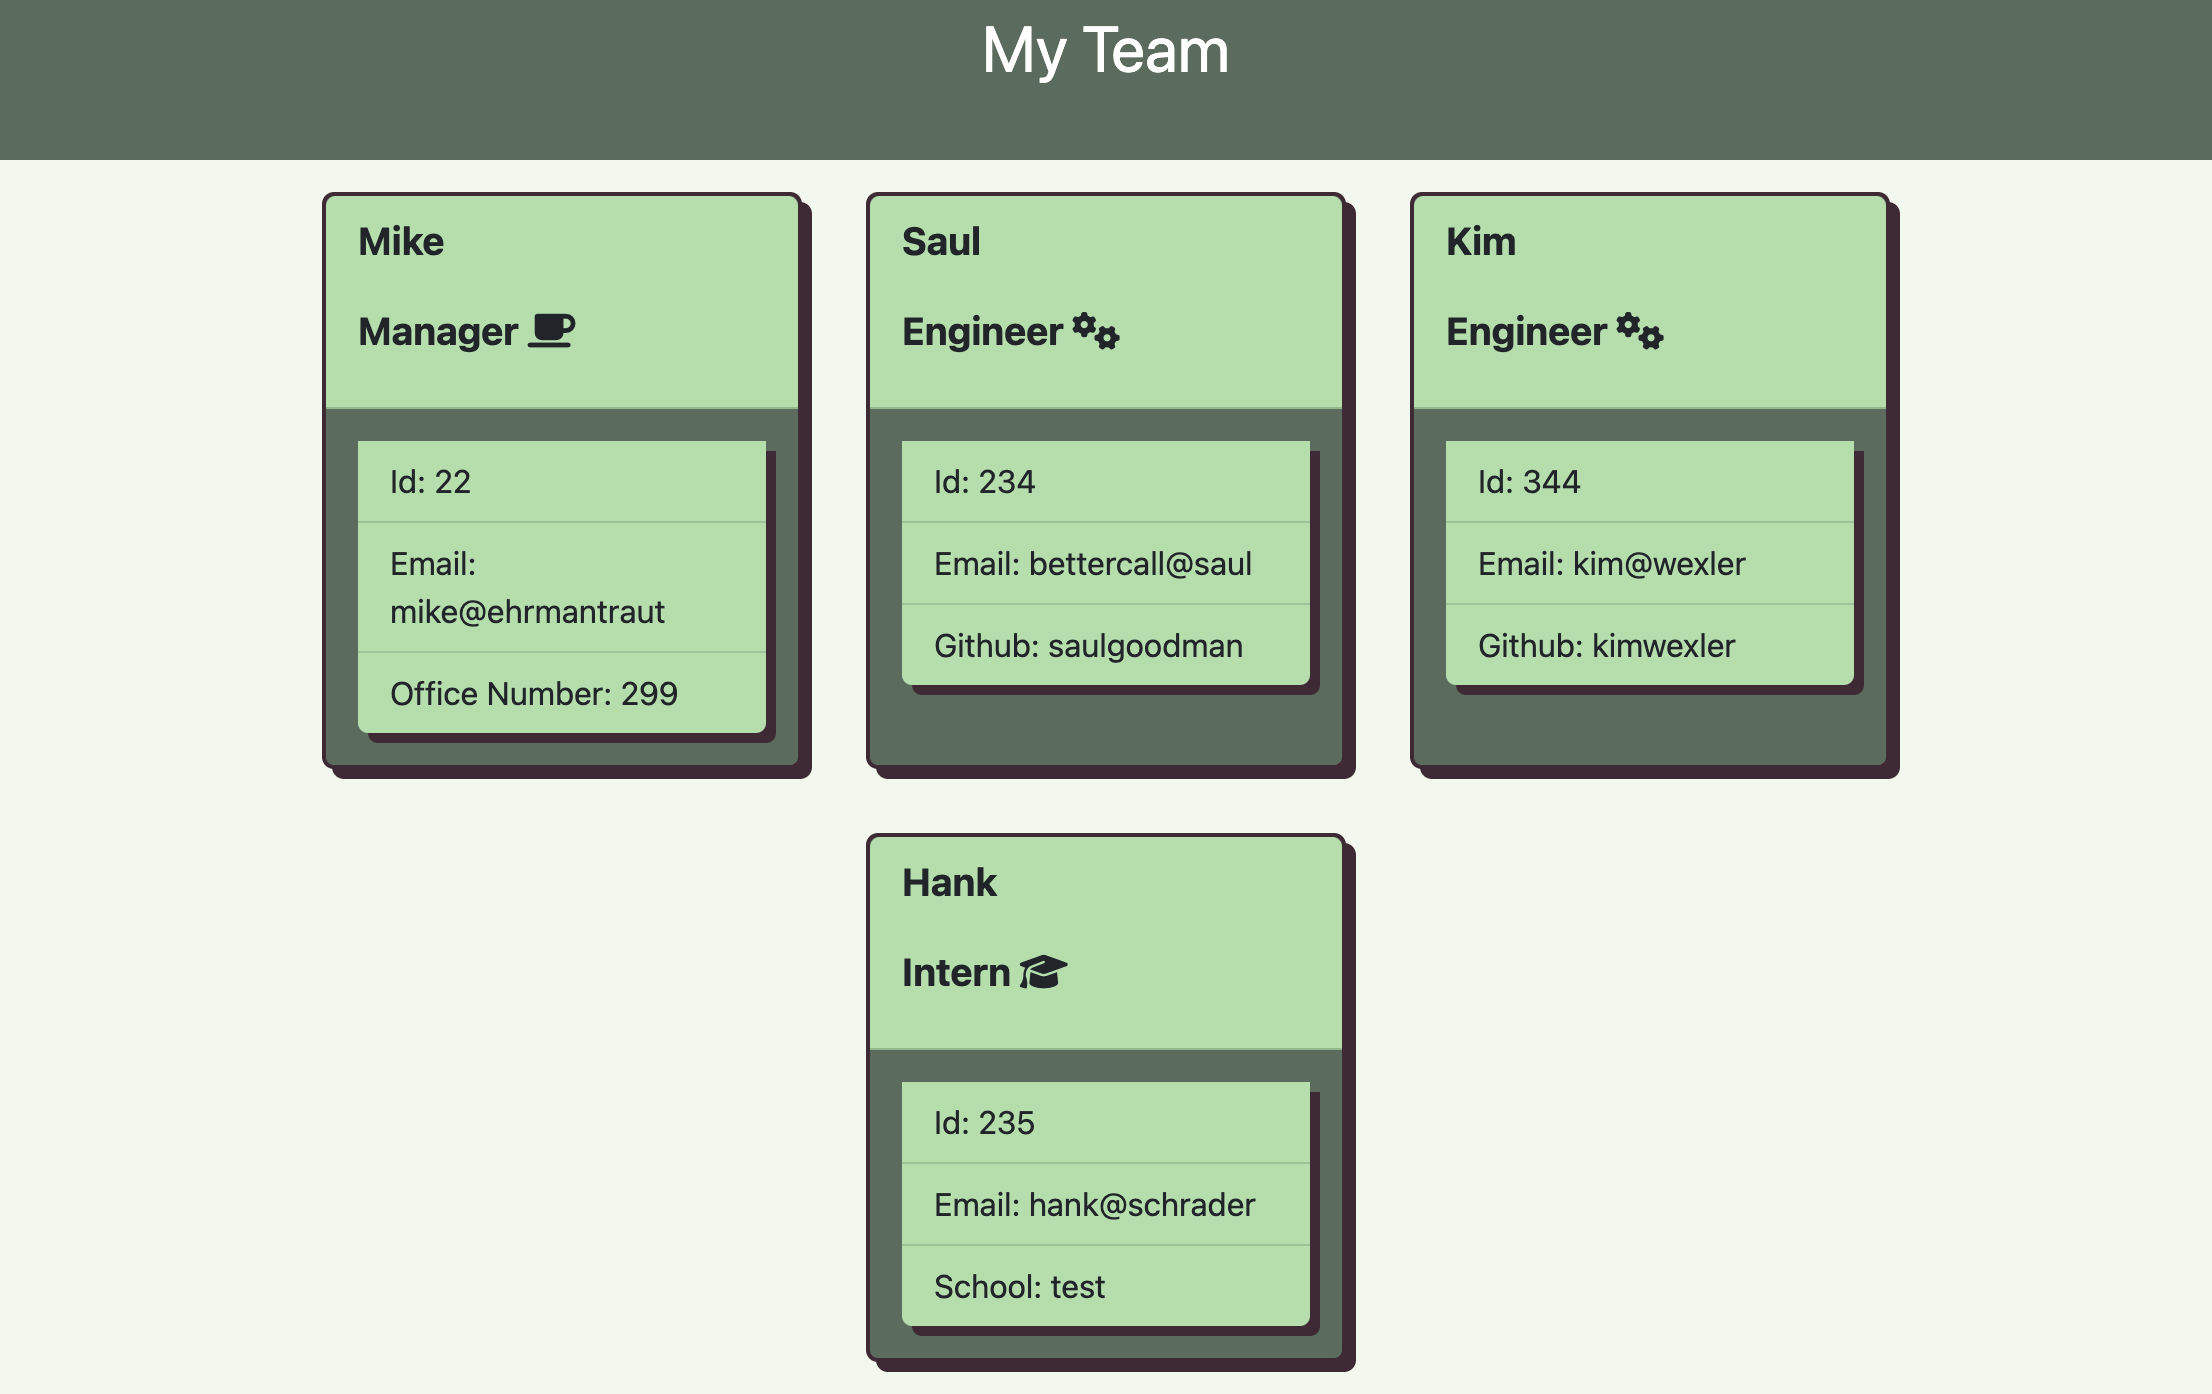 My Team
Mike
Manager
Id: 22
Email:
mike@ehrmantraut
Office Number: 299
Saul
Engineer
Id: 234
Email: bettercall@saul
Github: saulgoodman
Kim
Engineer
Id: 344
Email: kim@wexler
Github: kimwexler
Hank
Intern
Id: 235
Email: hank@schrader
School: test